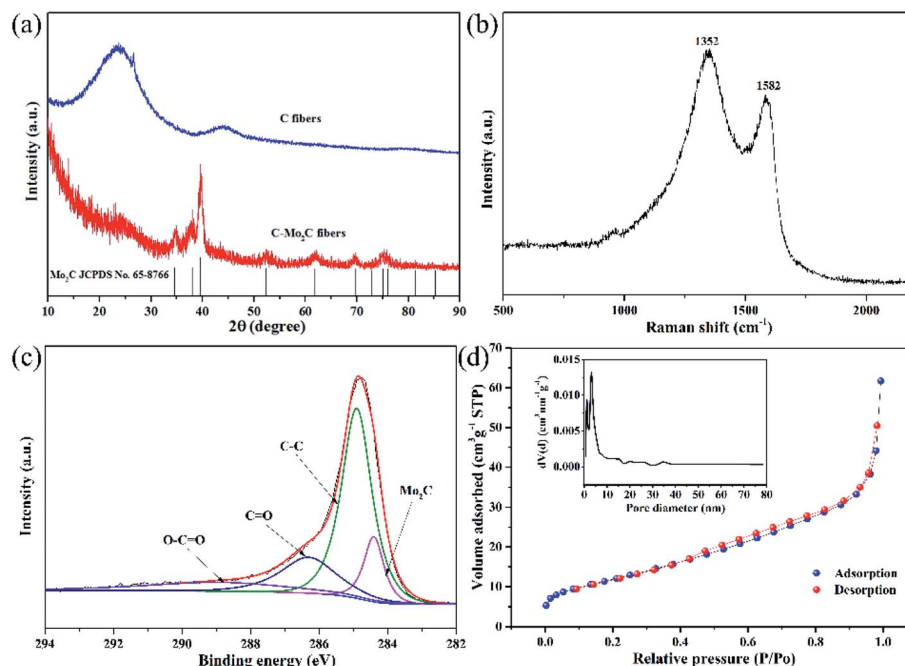 (a)
Intensity (a.u.)
C fibers
C-Mo₂C fibers
Mo₂C JCPDS No. 65-8766
10 20 30 40 50 60 70 80 90
2θ (degree)
(b)
Intensity (a.u.)
1352
1582
500 1000 1500 2000
Raman shift (cm⁻¹)
(c)
Intensity (a.u.)
C-C
Mo₂C
C=O
O-C=O
294 292 290 288 286 284 282
Binding energy (eV)
(d)
Volume adsorbed (cm³g⁻¹ STP)
70
60
50
40
30
20
10
0
dV(d) (cm³ nm⁻¹g⁻¹)
0.015
0.010
0.005
0.000
0 10 20 30 40 50 60 70 80
Pore diameter (nm)
Adsorption
Desorption
0.0 0.2 0.4 0.6 0.8 1.0
Relative pressure (P/Po)